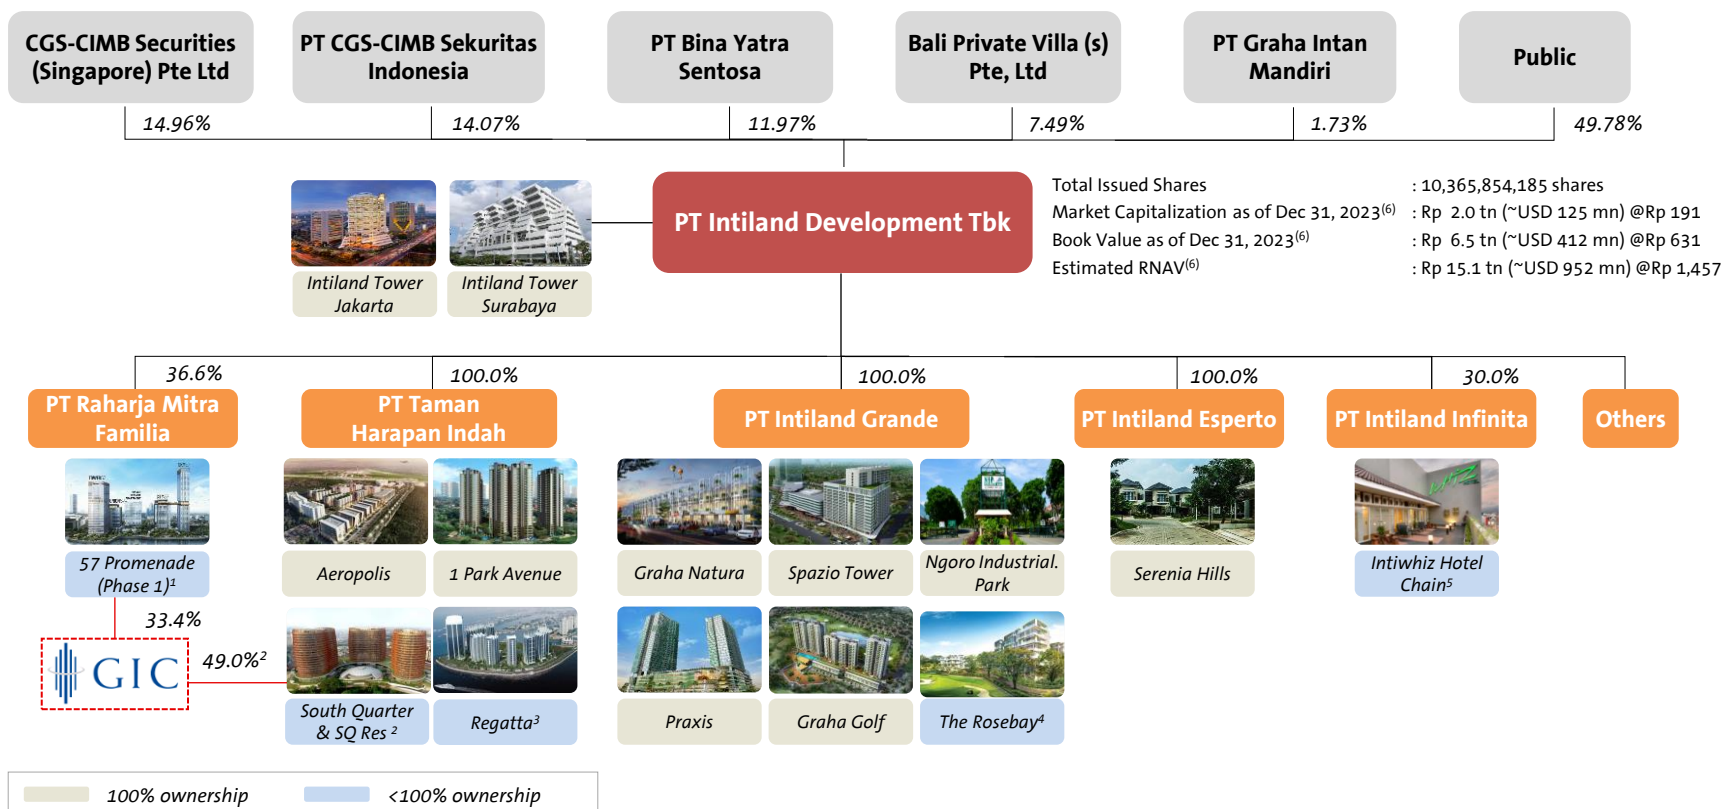 CGS-CIMB Securities
(Singapore) Pte Ltd
PT CGS-CIMB Sekuritas
Indonesia
PT Bina Yatra
Sentosa
Bali Private Villa (s)
Pte, Ltd
PT Graha Intan
Mandiri
Public
14.96%
14.07%
11.97%
7.49%
1.73%
49.78%
PT Intiland Development Tbk
Total Issued Shares : 10,365,854,185 shares
Market Capitalization as of Dec 31, 2023(6) : Rp 2.0 tn (~USD 125 mn) @Rp 191
Book Value as of Dec 31, 2023(6) : Rp 6.5 tn (~USD 412 mn) @Rp 631
Estimated RNAV(6) : Rp 15.1 tn (~USD 952 mn) @Rp 1,457
Intiland Tower
Jakarta
Intiland Tower
Surabaya
36.6%
100.0%
100.0%
100.0%
30.0%
PT Raharja Mitra
Familia
PT Taman
Harapan Indah
PT Intiland Grande
PT Intiland Esperto
PT Intiland Infinita
Others
57 Promenade
(Phase 1)1
Aeropolis
1 Park Avenue
Graha Natura
Spazio Tower
Ngoro Industrial.
Park
Serenia Hills
Intiwhiz Hotel
Chain5
33.4%
GIC
49.0%2
South Quarter
& SQ Res 2
Regatta3
Praxis
Graha Golf
The Rosebay4
100% ownership
<100% ownership